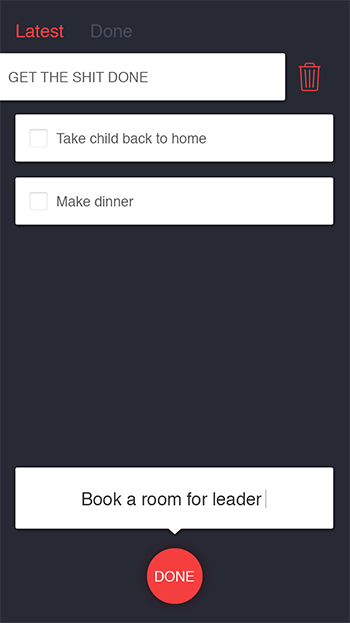 Latest Done
GET THE SHIT DONE
Take child back to home
Make dinner
Book a room for leader
DONE